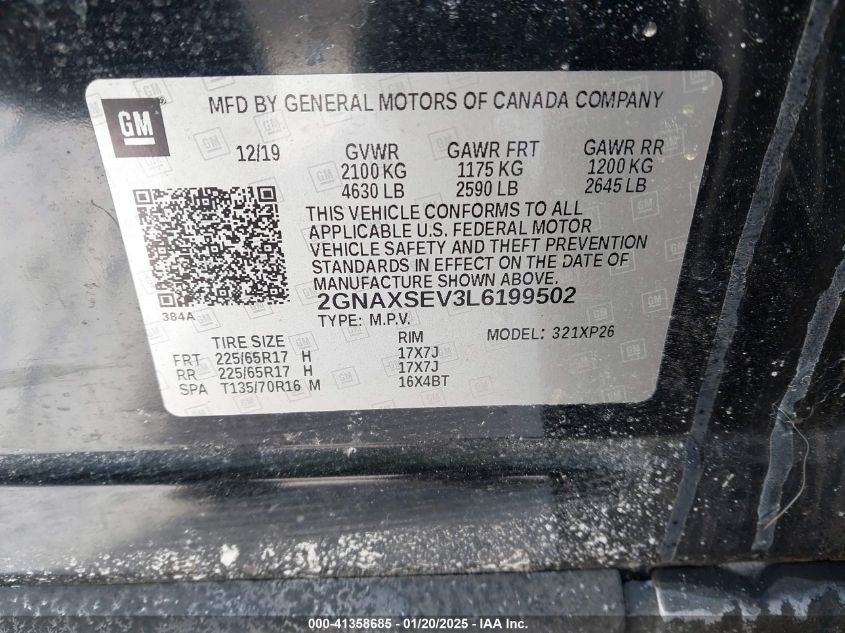 GM
MFD BY GENERAL MOTORS OF CANADA COMPANY
12/19 GVWR GAWR FRT GAWR RR
2100 KG 1175 KG 1200 KG
4630 LB 2590 LB 2645 LB
THIS VEHICLE CONFORMS TO ALL
APPLICABLE U.S. FEDERAL MOTOR
VEHICLE SAFETY AND THEFT PREVENTION
STANDARDS IN EFFECT ON THE DATE OF
MANUFACTURE SHOWN ABOVE.
384A 2GNAXSEV3L6199502
TYPE: M.P.V. MODEL: 321XP26
TIRE SIZE RIM
FRT 225/65R17 H 17X7J
RR 225/65R17 H 17X7J
SPA T135/70R16 M 16X4BT
000-41358685 - 01/20/2025 - IAA Inc.